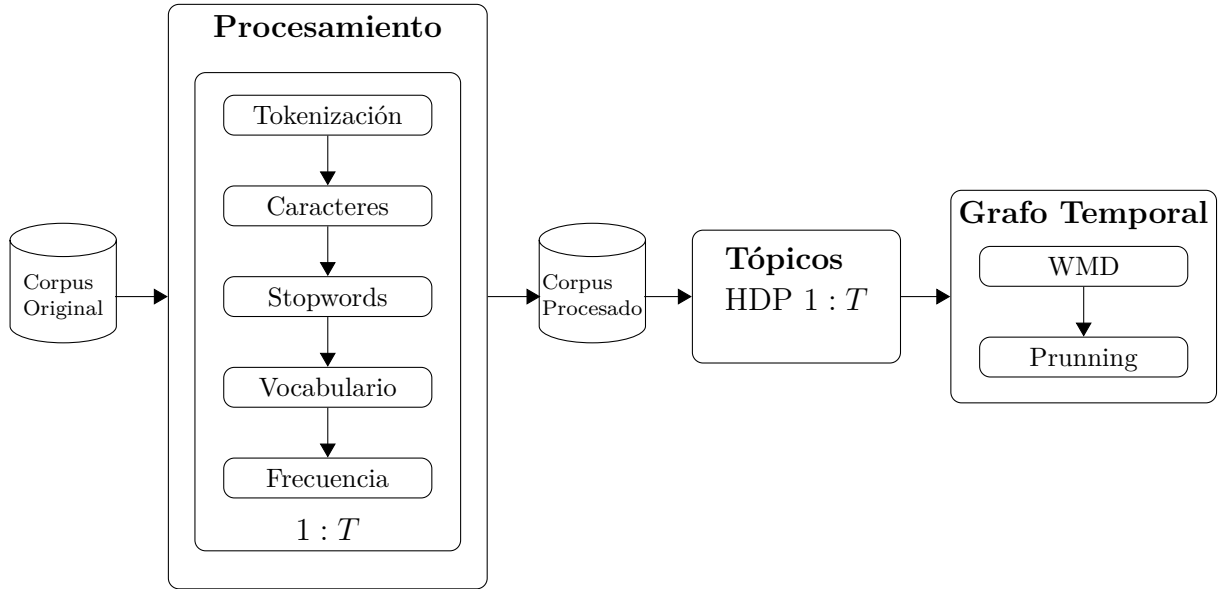 Corpus
Original
Procesamiento
Tokenización
Caracteres
Stopwords
Vocabulario
Frecuencia
1 : T
Corpus
Procesado
Tópicos
HDP 1 : T
Grafo Temporal
WMD
Prunning